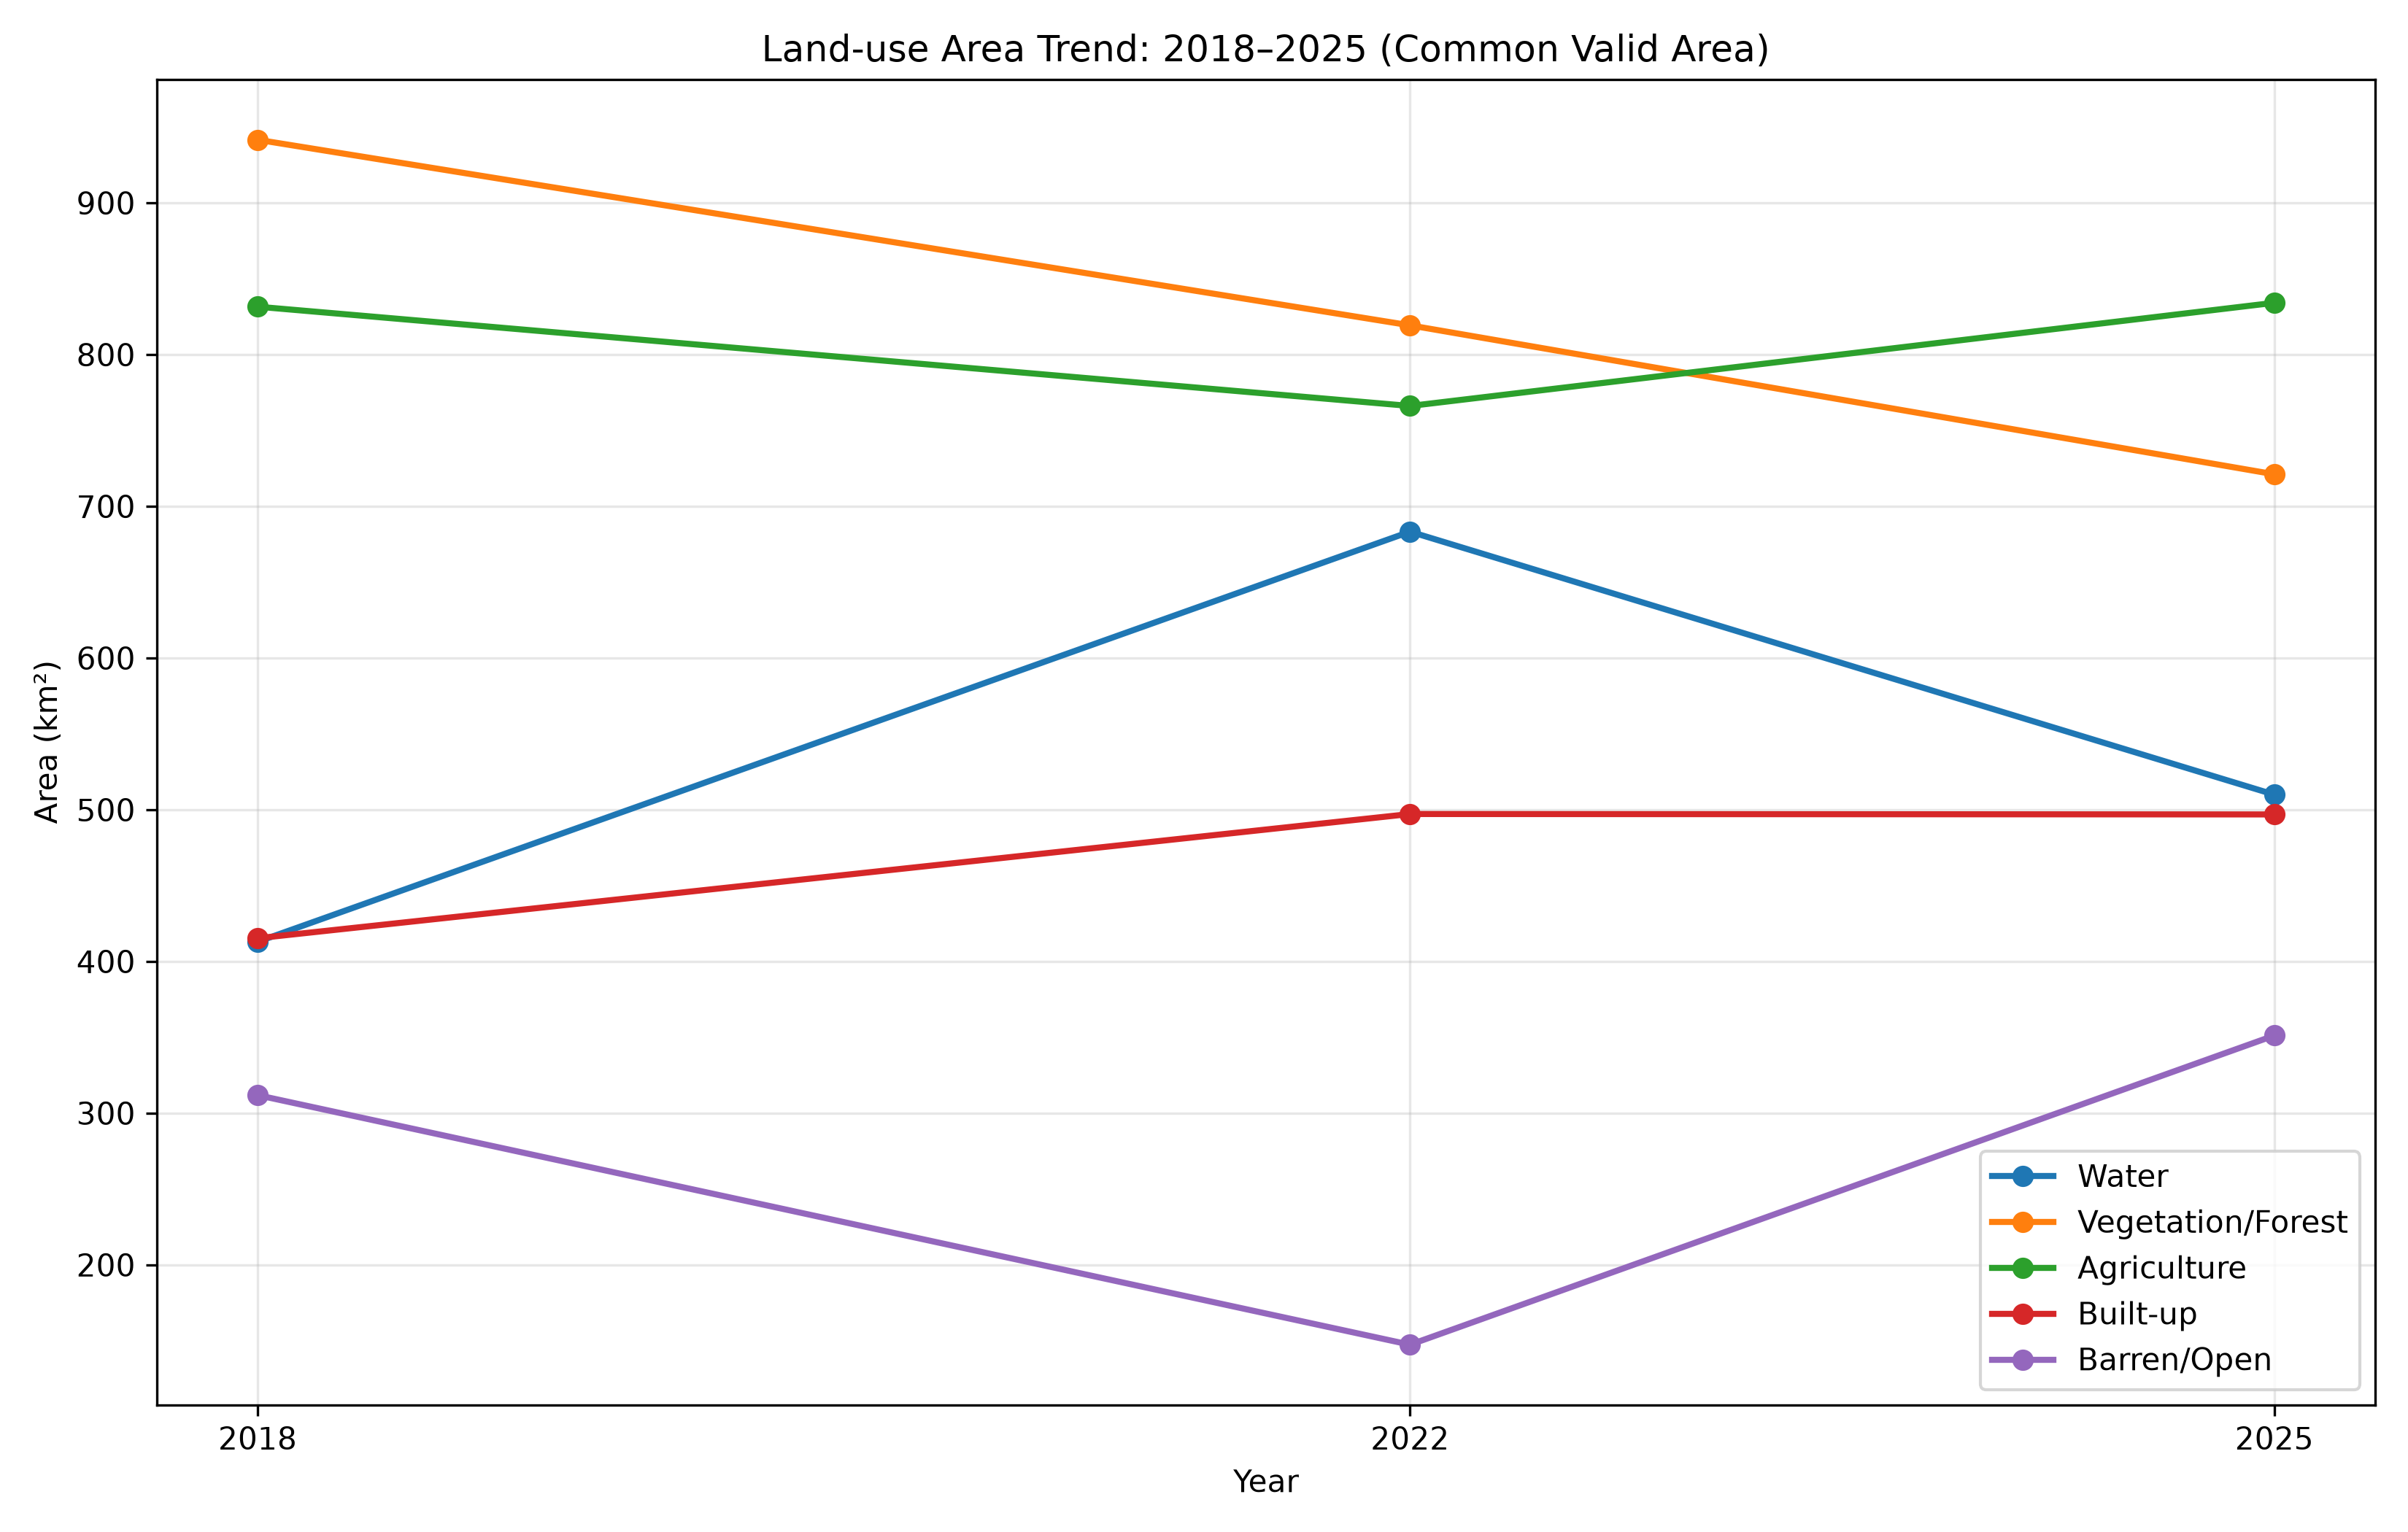 Land-use Area Trend: 2018–2025 (Common Valid Area)
900
800
700
600
500
400
300
200
Area (km²)
2018
2022
2025
Year
Water
Vegetation/Forest
Agriculture
Built-up
Barren/Open